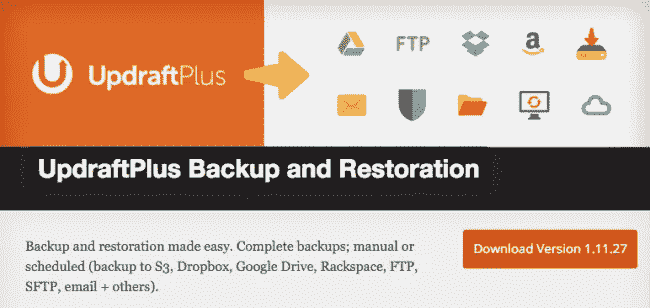 UpdraftPlus
FTP
a
UpdraftPlus Backup and Restoration
Backup and restoration made easy. Complete backups; manual or
scheduled (backup to S3, Dropbox, Google Drive, Rackspace, FTP,
SFTP, email + others).
Download Version 1.11.27